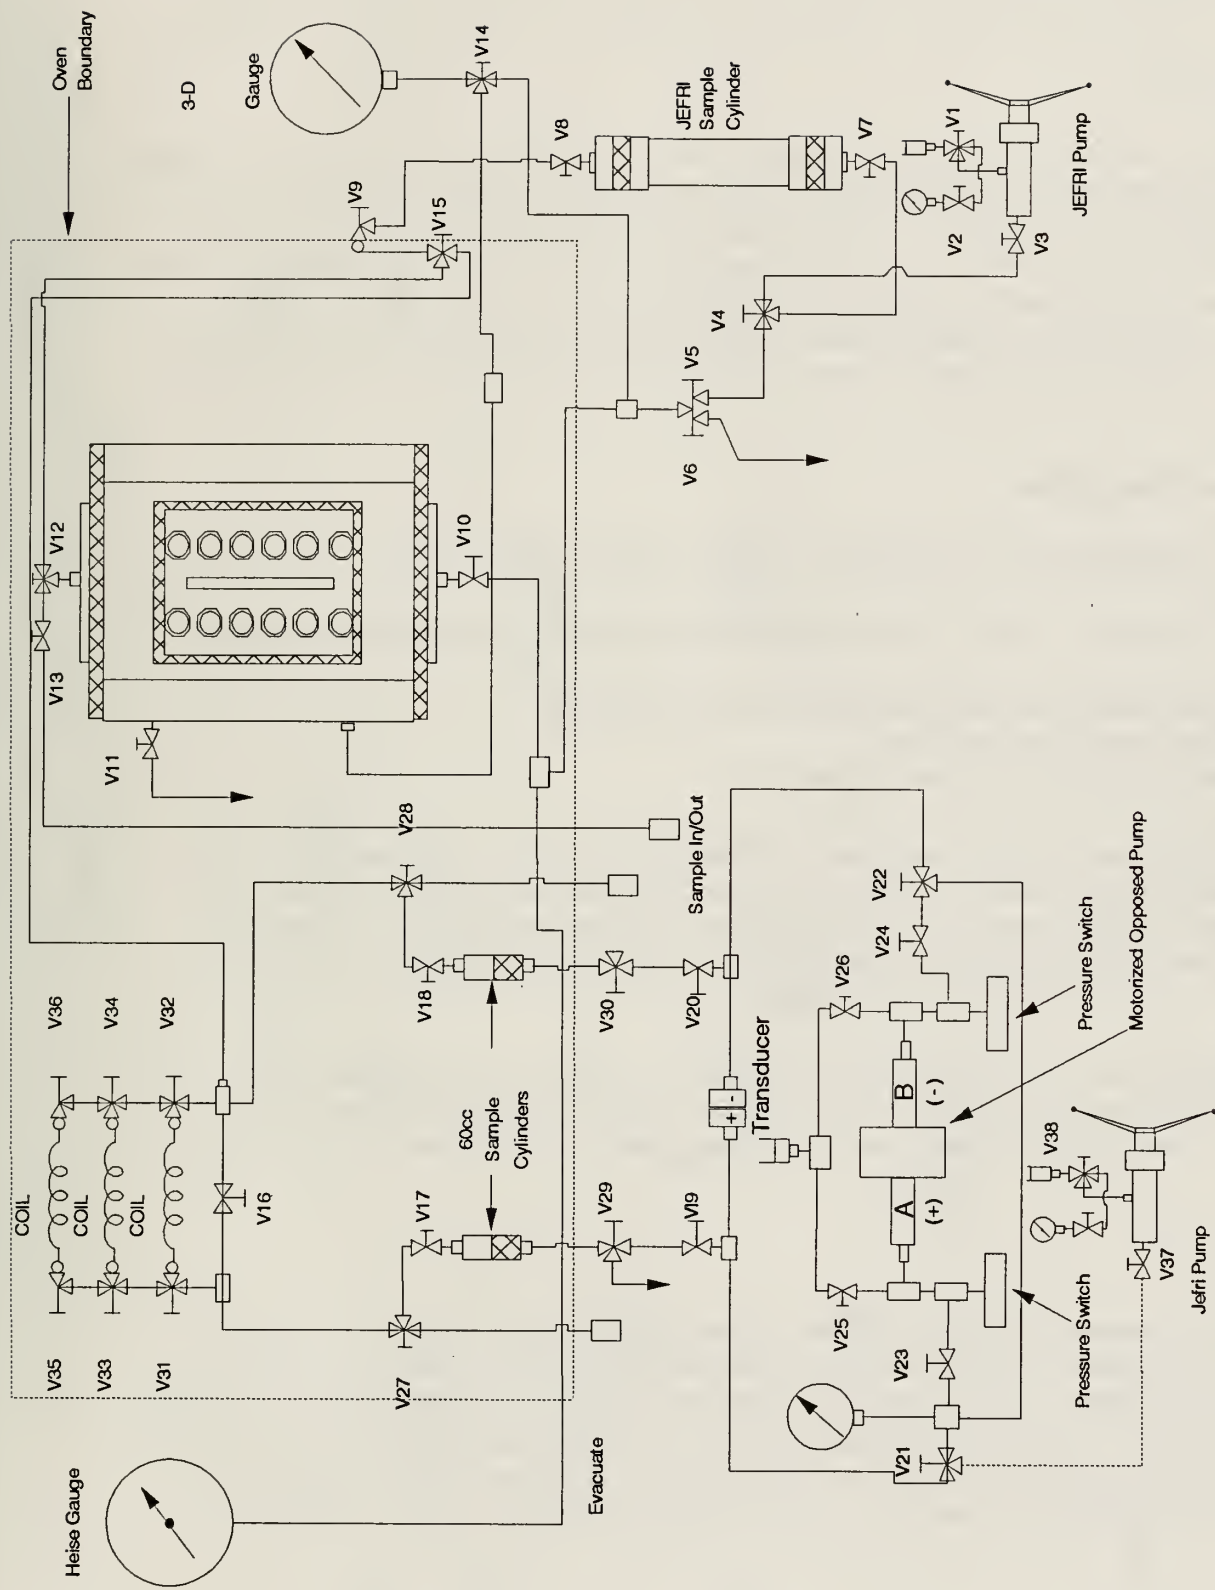 Oven
Boundary
3-D
Gauge
V14
V8
JEFRI
Sample
Cylinder
V7
V1
V2
V3
JEFRI Pump
V9
V15
V4
V5
V6
V12
V13
V10
V11
V28
Sample In/Out
V36
V34
V32
COIL
COIL
COIL
V16
V35
V33
V31
V18
V17
60cc
Sample
Cylinders
V30
V20
V29
V19
V27
Transducer
+ -
V22
V24
V26
V25
V23
V21
A
(+)
B
(-)
Pressure Switch
Motorized Opposed Pump
Pressure Switch
V38
V37
Jefri Pump
Evacuate
Heise Gauge